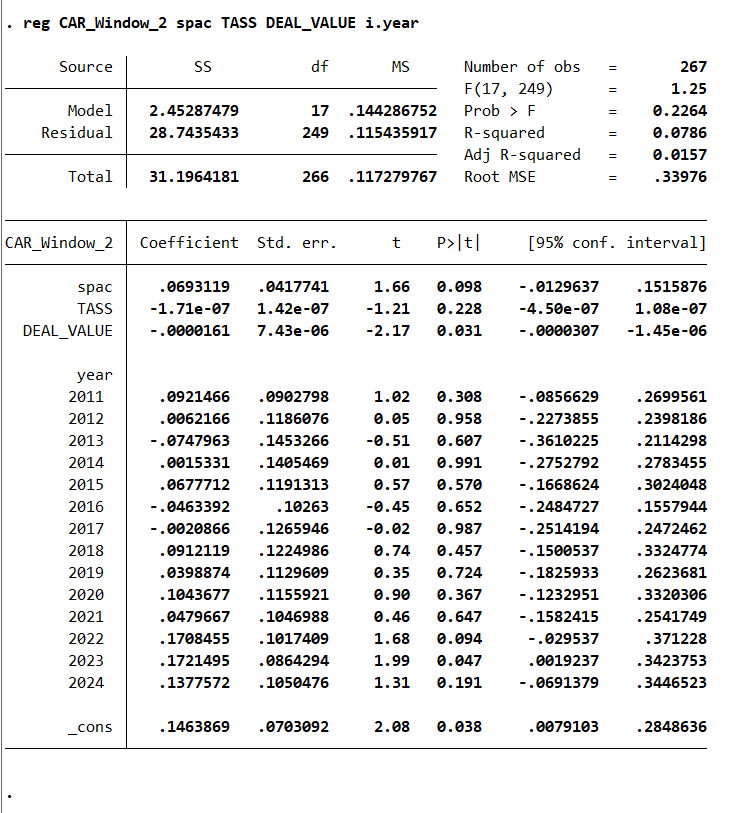 . reg CAR_Window_2 spac TASS DEAL_VALUE i.year
Source SS df MS Number of obs = 267
F(17, 249) = 1.25
Model 2.45287479 17 .144286752 Prob > F = 0.2264
Residual 28.7435433 249 .115435917 R-squared = 0.0786
Adj R-squared = 0.0157
Total 31.1964181 266 .117279767 Root MSE = .33976
CAR_Window_2 Coefficient Std. err. t P>|t| [95% conf. interval]
spac .0693119 .0417741 1.66 0.098 -.0129637 .1515876
TASS -1.71e-07 1.42e-07 -1.21 0.228 -4.50e-07 1.08e-07
DEAL_VALUE -.0000161 7.43e-06 -2.17 0.031 -.0000307 -1.45e-06
year
2011 .0921466 .0902798 1.02 0.308 -.0856629 .2699561
2012 .0062166 .1186076 0.05 0.958 -.2273855 .2398186
2013 -.0747963 .1453266 -0.51 0.607 -.3610225 .2114298
2014 .0015331 .1405469 0.01 0.991 -.2752792 .2783455
2015 .0677712 .1191313 0.57 0.570 -.1668624 .3024048
2016 -.0463392 .10263 -0.45 0.652 -.2484727 .1557944
2017 -.0020866 .1265946 -0.02 0.987 -.2514194 .2472462
2018 .0912119 .1224986 0.74 0.457 -.1500537 .3324774
2019 .0398874 .1129609 0.35 0.724 -.1825933 .2623681
2020 .1043677 .1155921 0.90 0.367 -.1232951 .3320306
2021 .0479667 .1046988 0.46 0.647 -.1582415 .2541749
2022 .1708455 .1017409 1.68 0.094 -.029537 .371228
2023 .1721495 .0864294 1.99 0.047 .0019237 .3423753
2024 .1377572 .1050476 1.31 0.191 -.0691379 .3446523
_cons .1463869 .0703092 2.08 0.038 .0079103 .2848636
.